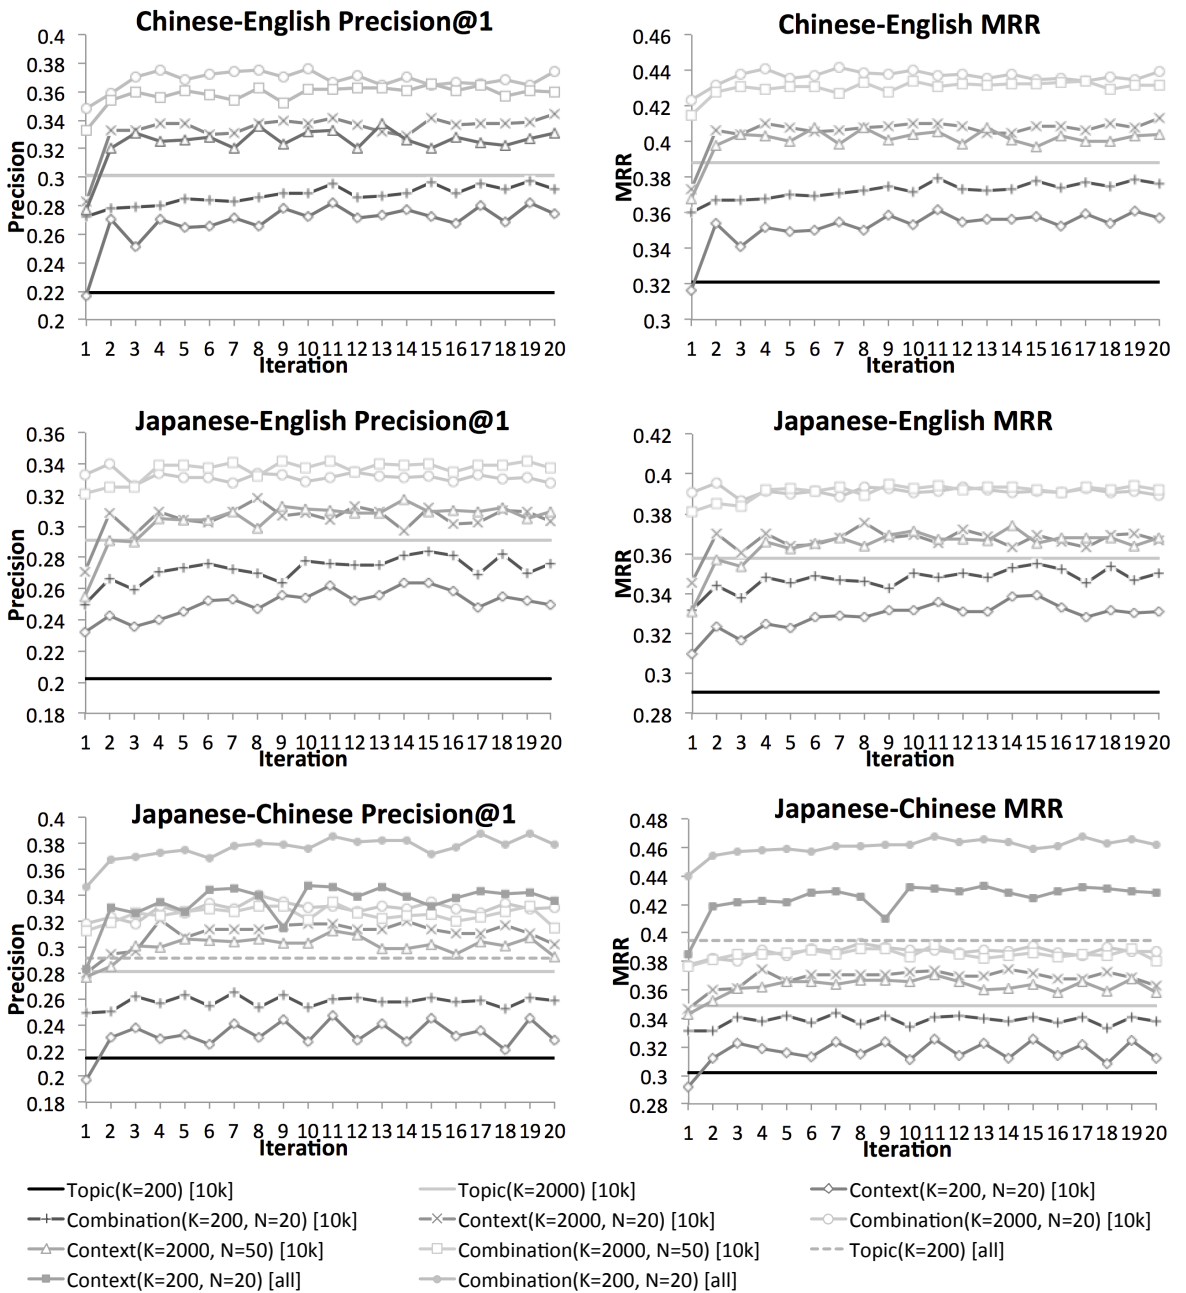 Chinese-English Precision@1
0.4
0.38
0.36
0.34
0.32
0.3
0.28
0.26
0.24
0.22
0.2
Precision
1 2 3 4 5 6 7 8 9 10 11 12 13 14 15 16 17 18 19 20
Iteration
Chinese-English MRR
0.46
0.44
0.42
0.4
0.38
0.36
0.34
0.32
0.3
MRR
1 2 3 4 5 6 7 8 9 10 11 12 13 14 15 16 17 18 19 20
Iteration
Japanese-English Precision@1
0.36
0.34
0.32
0.3
0.28
0.26
0.24
0.22
0.2
0.18
Precision
1 2 3 4 5 6 7 8 9 10 11 12 13 14 15 16 17 18 19 20
Iteration
Japanese-English MRR
0.42
0.4
0.38
0.36
0.34
0.32
0.3
0.28
MRR
1 2 3 4 5 6 7 8 9 10 11 12 13 14 15 16 17 18 19 20
Iteration
Japanese-Chinese Precision@1
0.4
0.38
0.36
0.34
0.32
0.3
0.28
0.26
0.24
0.22
0.2
0.18
Precision
1 2 3 4 5 6 7 8 9 10 11 12 13 14 15 16 17 18 19 20
Iteration
Japanese-Chinese MRR
0.48
0.46
0.44
0.42
0.4
0.38
0.36
0.34
0.32
0.3
0.28
MRR
1 2 3 4 5 6 7 8 9 10 11 12 13 14 15 16 17 18 19 20
Iteration
Topic(K=200) [10k]
Topic(K=2000) [10k]
Context(K=200, N=20) [10k]
Combination(K=200, N=20) [10k]
Context(K=2000, N=20) [10k]
Combination(K=2000, N=20) [10k]
Context(K=2000, N=50) [10k]
Combination(K=2000, N=50) [10k]
Topic(K=200) [all]
Context(K=200, N=20) [all]
Combination(K=200, N=20) [all]